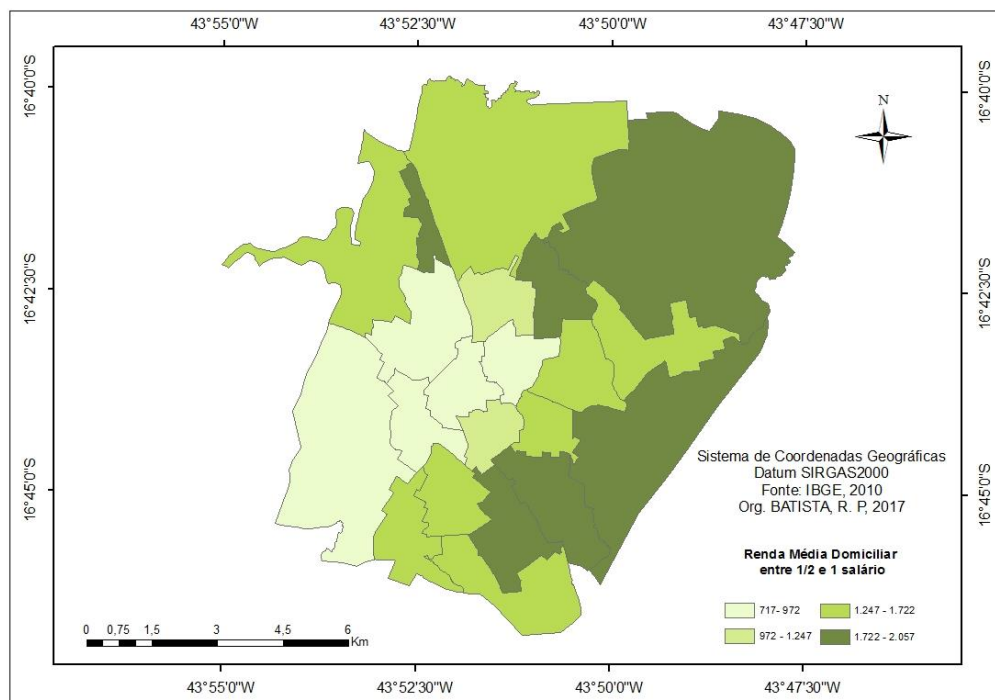 43°55'0"W 43°52'30"W 43°50'0"W 43°47'30"W
16°40'0"S
16°40'0"S
N
16°42'30"S
16°42'30"S
16°45'0"S
16°45'0"S
Sistema de Coordenadas Geográficas
Datum SIRGAS2000
Fonte: IBGE, 2010
Org. BATISTA, R. P, 2017
Renda Média Domiciliar
entre 1/2 e 1 salário
717- 972
1.247 - 1.722
972 - 1.247
1.722 - 2.057
0 0,75 1,5 3 4,5 6
Km
43°55'0"W 43°52'30"W 43°50'0"W 43°47'30"W